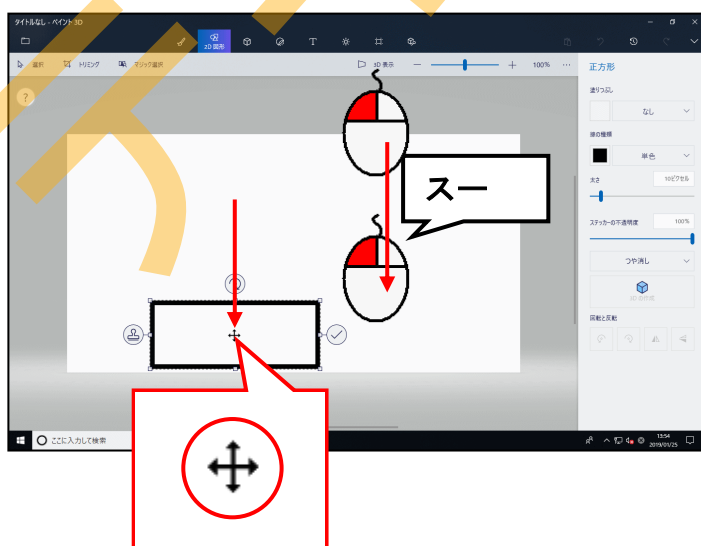 タイトルなし - ペイント 3D
2D 図形
T
選択
トリミング
マジック選択
3D 表示
100%
?
正方形
塗りつぶし
なし
線の種類
単色
太さ
10ピクセル
ステッカーの不透明度
100%
つや消し
3D の作成
回転と反転
スー
ここに入力して検索
13:54
2019/01/25